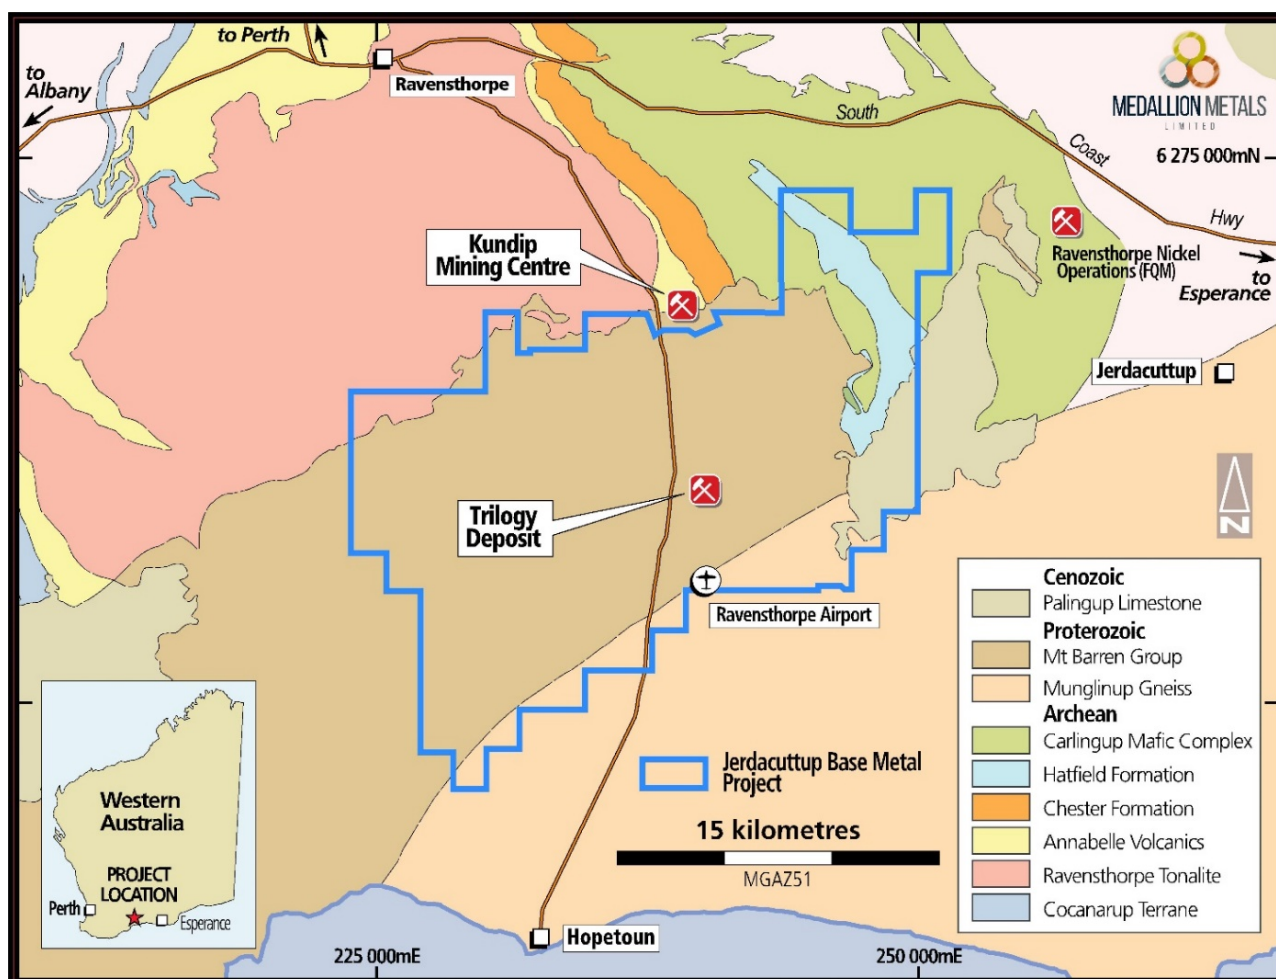 to Perth
to
Albany
Ravensthorpe
South
Coast
Hwy
MEDALLION METALS
LIMITED
6 275 000mN
Kundip
Mining Centre
Ravensthorpe Nickel
Operations (FQM)
to
Esperance
Jerdacuttup
Trilogy
Deposit
Ravensthorpe Airport
N
Cenozoic
Palingup Limestone
Proterozoic
Mt Barren Group
Munglinup Gneiss
Archean
Carlingup Mafic Complex
Hatfield Formation
Chester Formation
Annabelle Volcanics
Ravensthorpe Tonalite
Cocanarup Terrane
Jerdacuttup Base Metal
Project
15 kilometres
MGAZ51
Western
Australia
PROJECT
LOCATION
Perth
Esperance
Hopetoun
225 000mE
250 000mE